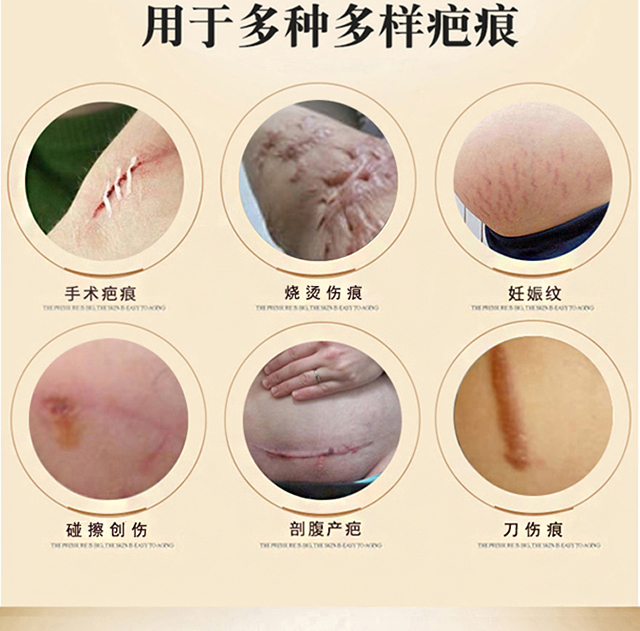 用于多种多样疤痕
手术疤痕
烧烫伤痕
妊娠纹
THE PRESSURE IS BIG, THE SKIN IS EASY TO AGING
THE PRESSURE IS BIG, THE SKIN IS EASY TO AGING
THE PRESSURE IS BIG, THE SKIN IS EASY TO AGING
碰擦创伤
剖腹产疤
刀伤痕
THE PRESSURE IS BIG, THE SKIN IS EASY TO AGING
THE PRESSURE IS BIG, THE SKIN IS EASY TO AGING
THE PRESSURE IS BIG, THE SKIN IS EASY TO AGING